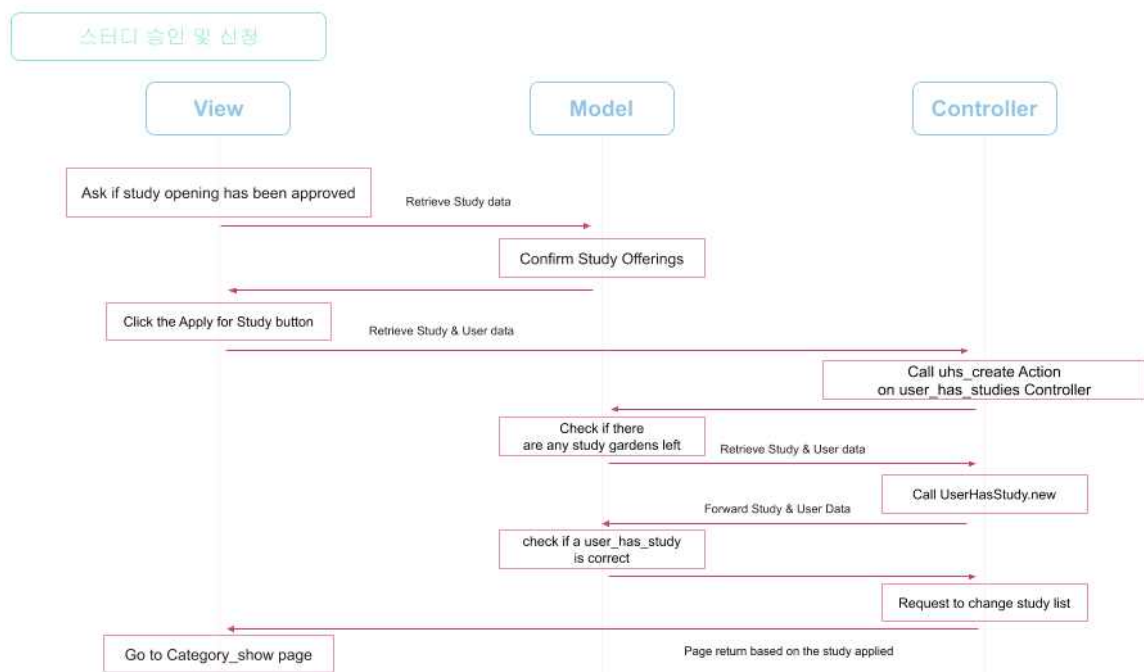 스터디 승인 및 신청
View
Model
Controller
Ask if study opening has been approved
Retrieve Study data
Confirm Study Offerings
Click the Apply for Study button
Retrieve Study & User data
Call uhs_create Action
on user_has_studies Controller
Check if there
are any study gardens left
Retrieve Study & User data
Call UserHasStudy.new
Forward Study & User Data
check if a user_has_study
is correct
Request to change study list
Go to Category_show page
Page return based on the study applied